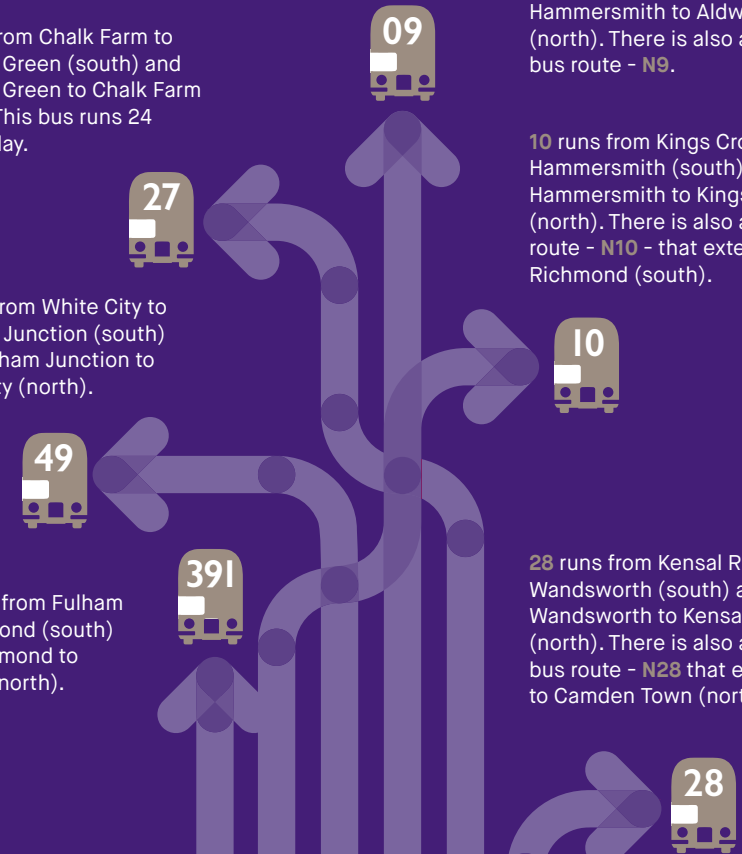 from Chalk Farm to
Green (south) and
Green to Chalk Farm
This bus runs 24
day.
27
from White City to
Junction (south)
ham Junction to
ty (north).
49
from Fulham
ond (south)
mond to
north).
391
09
Hammersmith to Aldw
(north). There is also a
bus route - N9.
10 runs from Kings Cro
Hammersmith (south)
Hammersmith to Kings
(north). There is also a
route - N10 - that exte
Richmond (south).
10
28 runs from Kensal R
Wandsworth (south) a
Wandsworth to Kensa
(north). There is also a
bus route - N28 that e
to Camden Town (nort
28